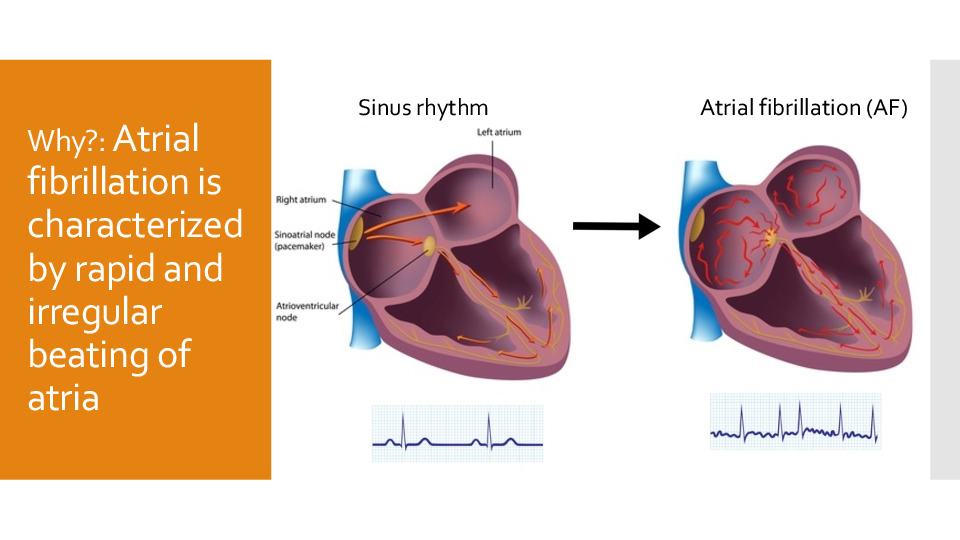 Why?: Atrial
fibrillation is
characterized
by rapid and
irregular
beating of
atria
Sinus rhythm
Left atrium
Right atrium
Sinoatrial node
(pacemaker)
Atrioventricular
node
Atrial fibrillation (AF)